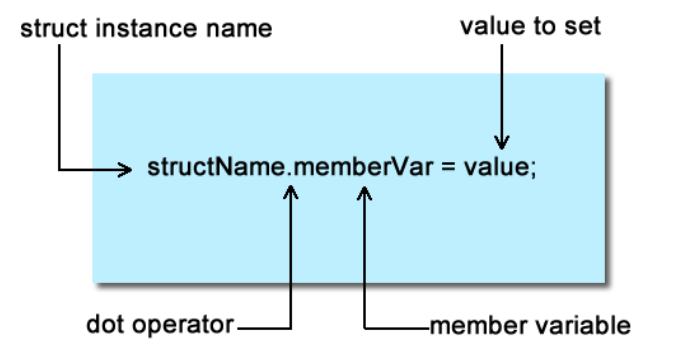 struct instance name
value to set
structName.memberVar = value;
dot operator
member variable